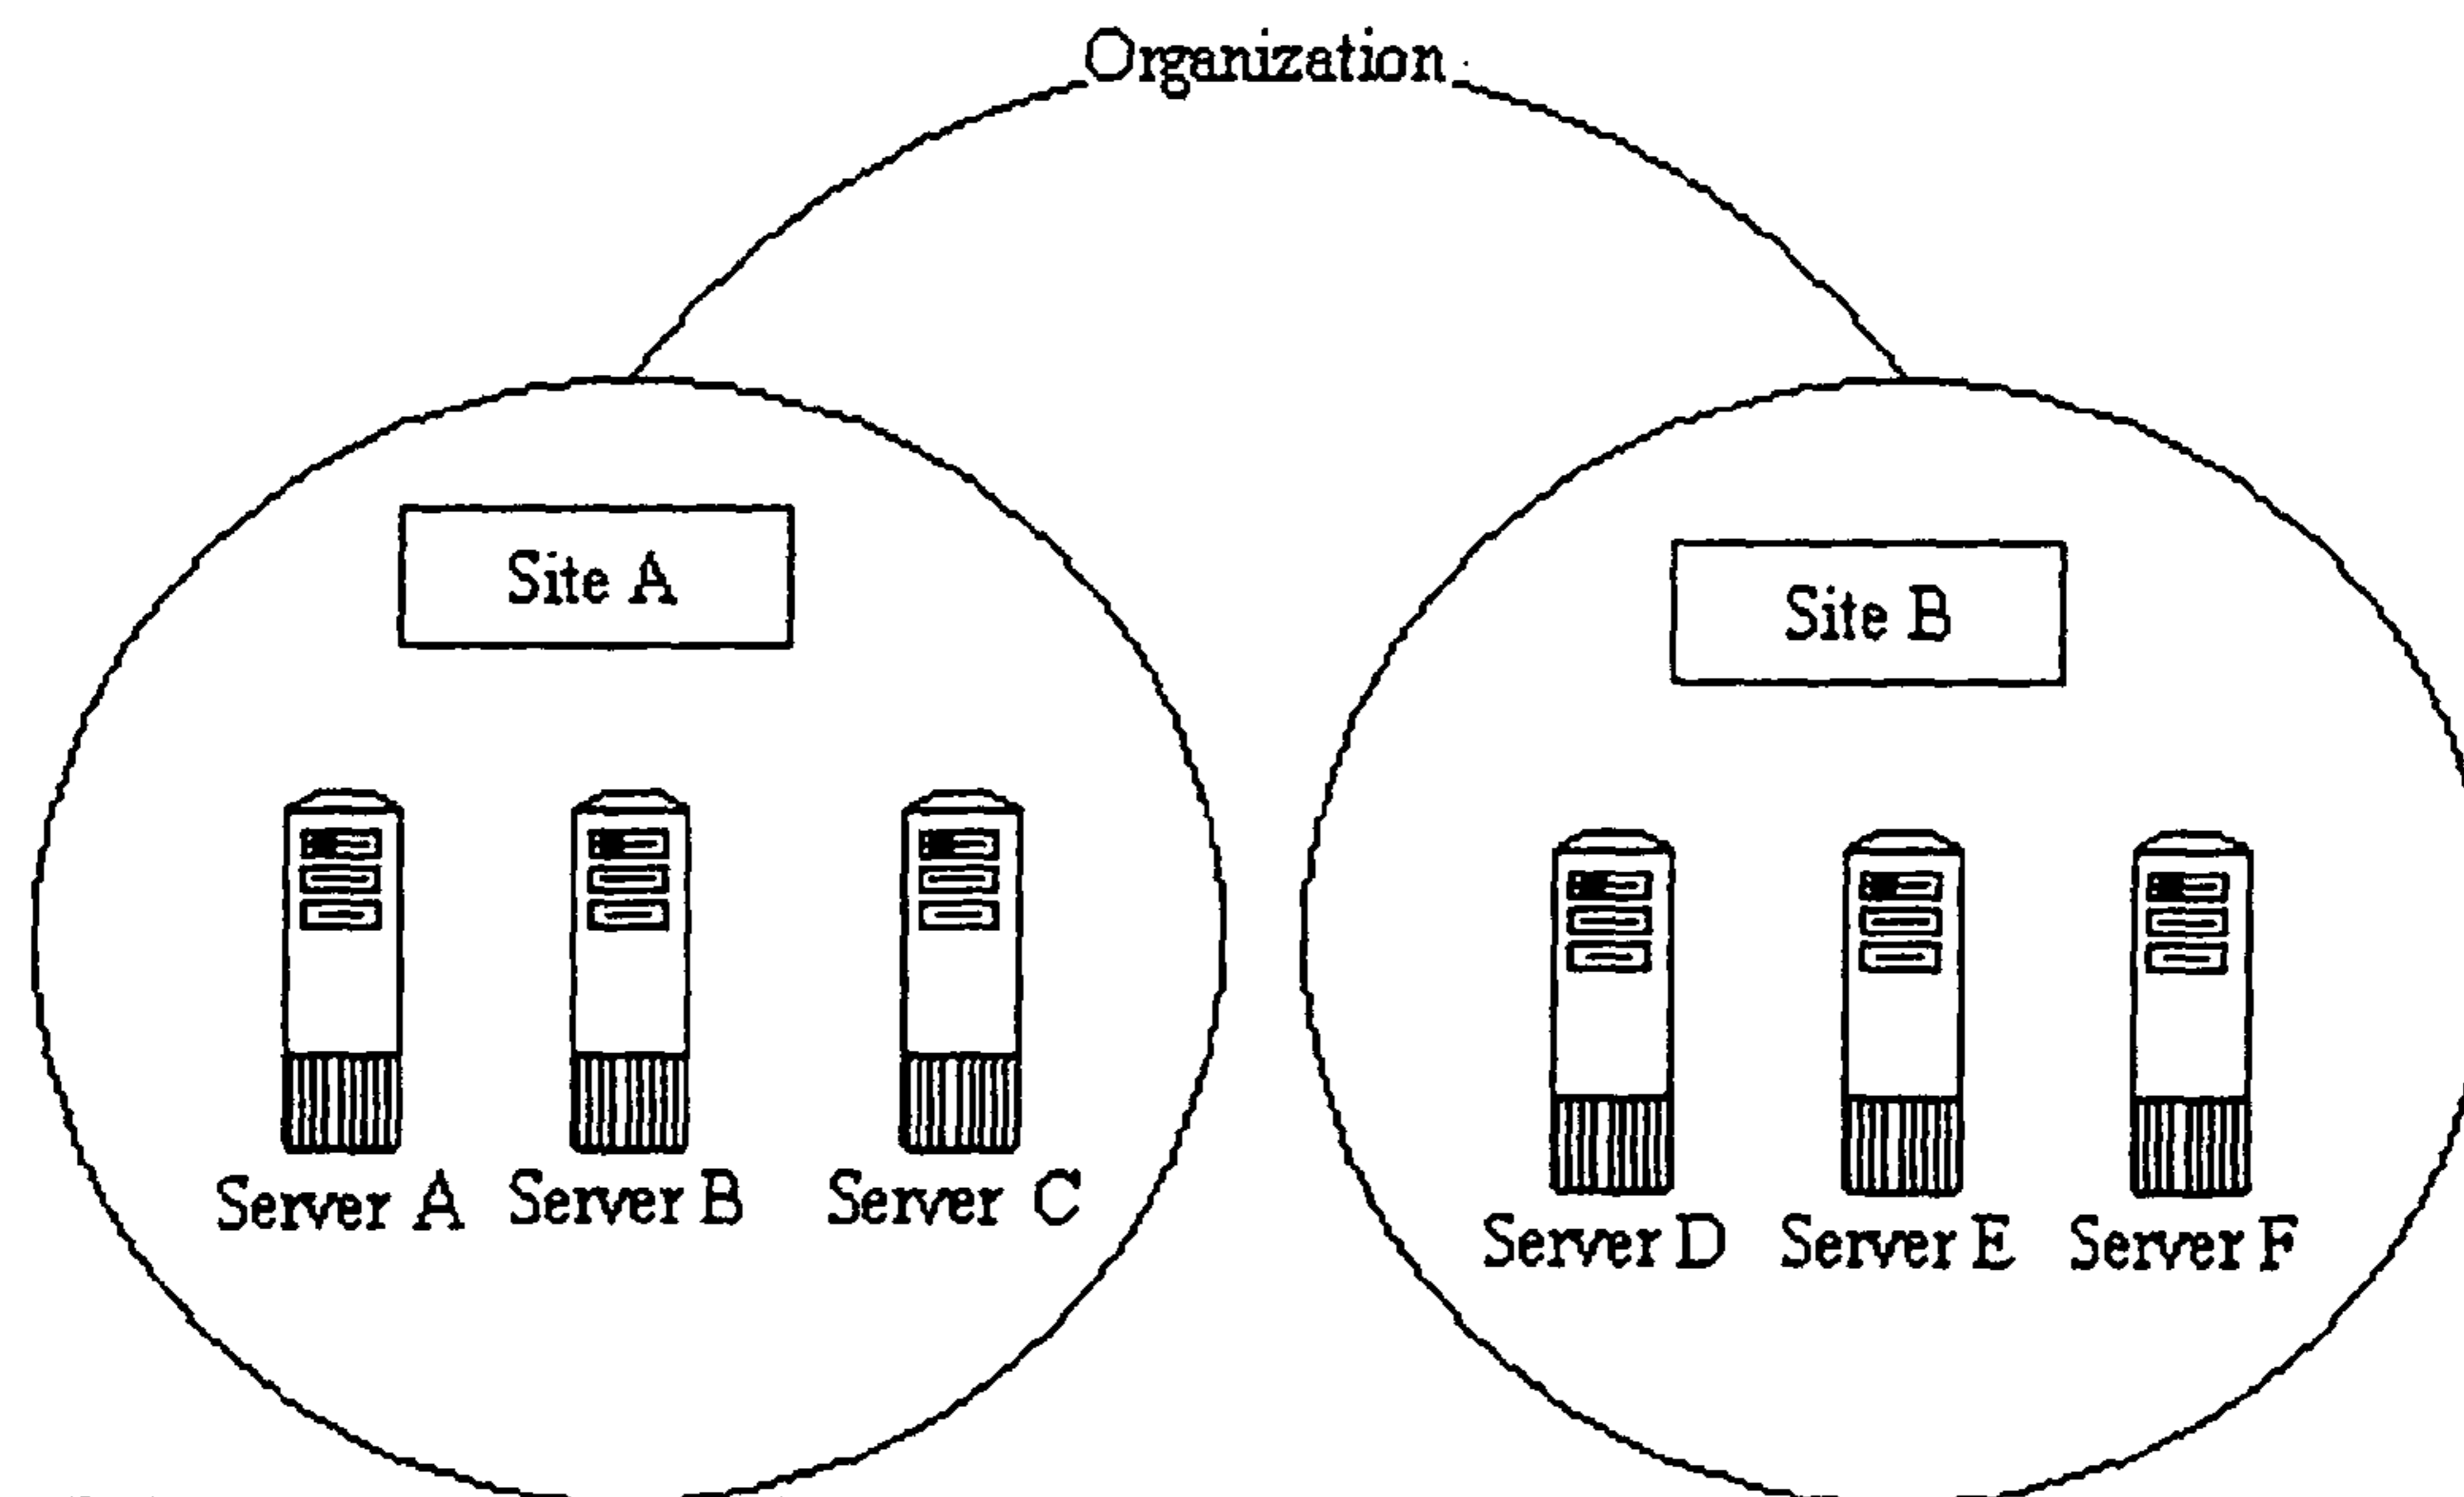 Organization
Site A
Site B
Server A Server B Server C
Server D Server E Server F